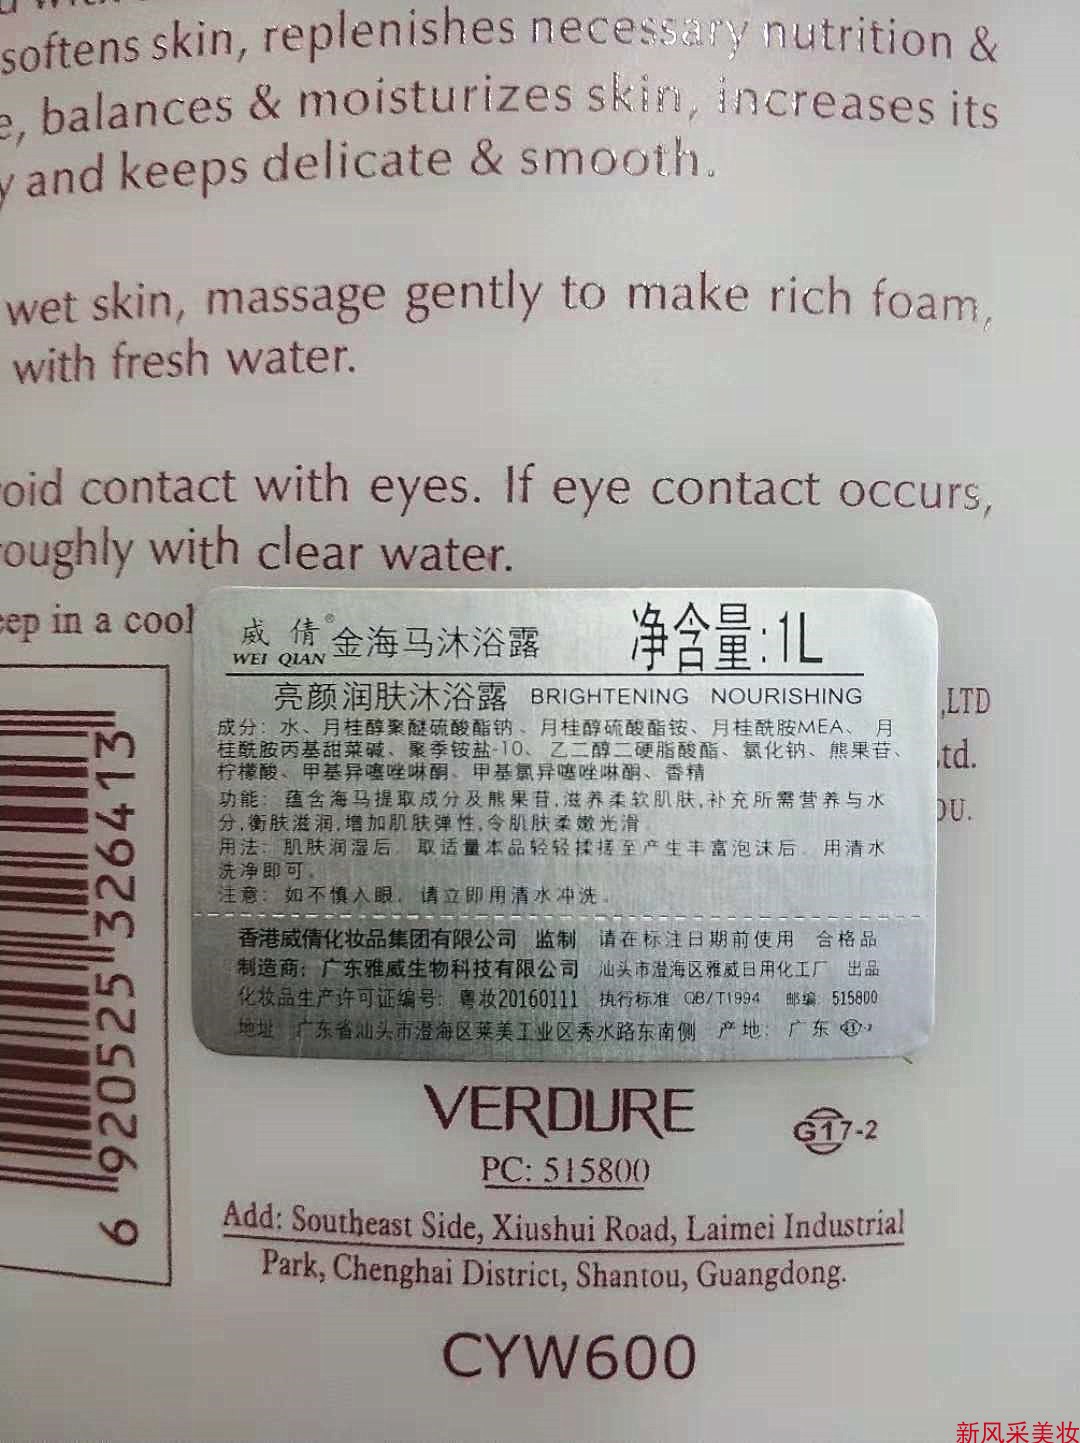 softens skin, replenishes necessary nutrition &
, balances & moisturizes skin, increases its
and keeps delicate & smooth.
wet skin, massage gently to make rich foam,
with fresh water.
contact with eyes. If eye contact occurs,
with clear water.
in a cool
威倩® 金海马沐浴露 净含量:1L
WEI QIAN
亮颜润肤沐浴露 BRIGHTENING NOURISHING
成分：水、月桂醇聚醚硫酸酯钠、月桂醇硫酸酯铵、月桂酰胺MEA、月
桂酰胺丙基甜菜碱、聚季铵盐-10、乙二醇二硬脂酸酯、氯化钠、熊果苷、
柠檬酸、甲基异噻唑啉酮、甲基氯异噻唑啉酮、香精
功能：蕴含海马提取成分及熊果苷,滋养柔软肌肤,补充所需营养与水
分,衡肤滋润,增加肌肤弹性,令肌肤柔嫩光滑
用法：肌肤润湿后，取适量本品轻轻揉搓至产生丰富泡沫后，用清水
洗净即可。
注意：如不慎入眼，请立即用清水冲洗。
香港威倩化妆品集团有限公司 监制 请在标注日期前使用 合格品
制造商：广东雅威生物科技有限公司 汕头市澄海区雅威日用化工厂 出品
化妆品生产许可证编号：粤妆20160111 执行标准 QB/T1994 邮编：515800
地址：广东省汕头市澄海区莱美工业区秀水路东南侧 产地：广东
,LTD
td.
OU.
6 920525 326413
VERDURE
G17-2
PC: 515800
Add: Southeast Side, Xiushui Road, Laimei Industrial
Park, Chenghai District, Shantou, Guangdong.
CYW600
新风采美妆